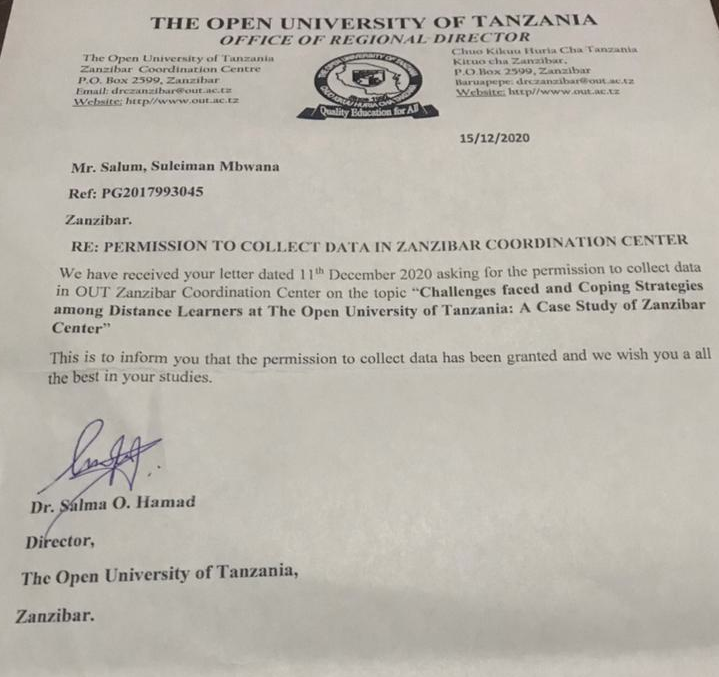 THE OPEN UNIVERSITY OF TANZANIA
OFFICE OF REGIONAL DIRECTOR
The Open University of Tanzania
Zanzibar Coordination Centre
P.O. Box 2599, Zanzibar
Email: drczanzibar@out.ac.tz
Website: http//www.out.ac.tz
Quality Education for All
Chuo Kikuu Huria Cha Tanzania
Kituo cha Zanzibar,
P.O.Box 2599, Zanzibar
Baruapepe: drczanzibar@out.ac.tz
Website: http//www.out.ac.tz
15/12/2020
Mr. Salum, Suleiman Mbwana
Ref: PG2017993045
Zanzibar.
RE: PERMISSION TO COLLECT DATA IN ZANZIBAR COORDINATION CENTER
We have received your letter dated 11th December 2020 asking for the permission to collect data
in OUT Zanzibar Coordination Center on the topic “Challenges faced and Coping Strategies
among Distance Learners at The Open University of Tanzania: A Case Study of Zanzibar
Center”
This is to inform you that the permission to collect data has been granted and we wish you a all
the best in your studies.
Dr. Salma O. Hamad
Director,
The Open University of Tanzania,
Zanzibar.